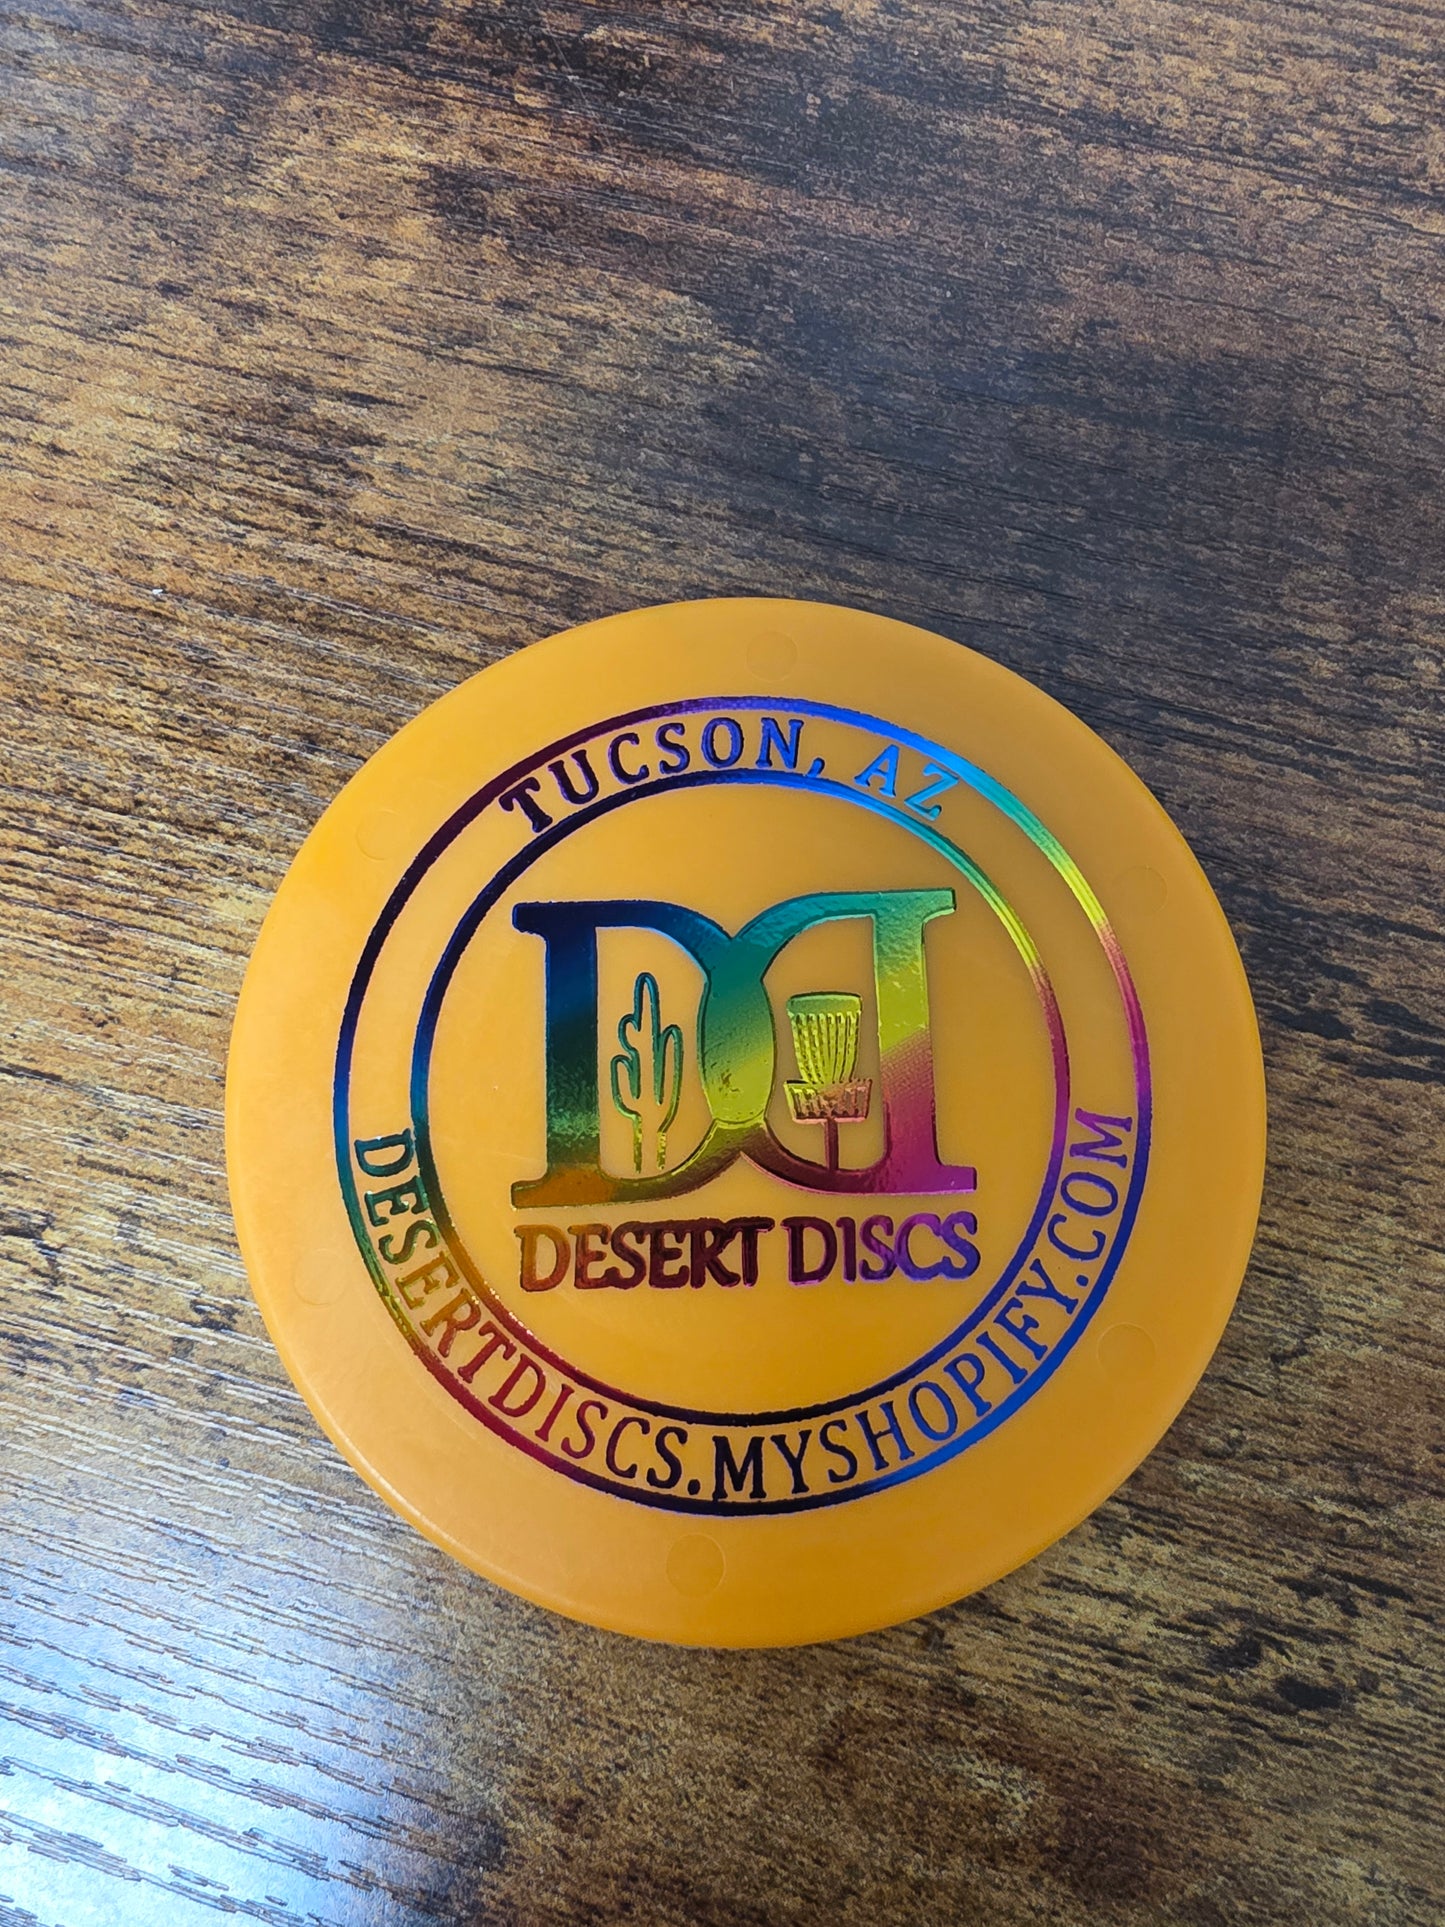 TUCSON, AZ
DD
DESERT DISCS
DESERTDISCS.MYSHOPIFY.COM